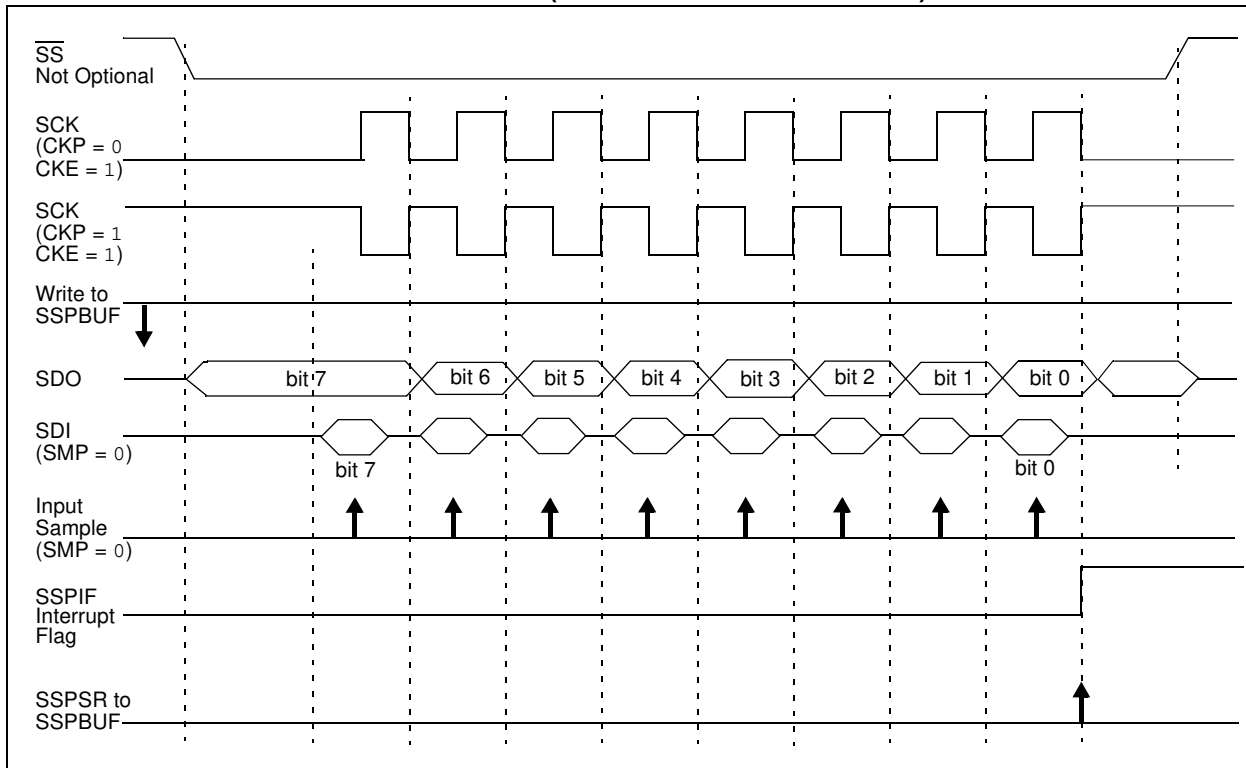 SS
Not Optional
SCK
(CKP = 0
CKE = 1)
SCK
(CKP = 1
CKE = 1)
Write to
SSPBUF
SDO
bit 7
bit 6
bit 5
bit 4
bit 3
bit 2
bit 1
bit 0
SDI
(SMP = 0)
bit 7
bit 0
Input
Sample
(SMP = 0)
SSPIF
Interrupt
Flag
SSPSR to
SSPBUF